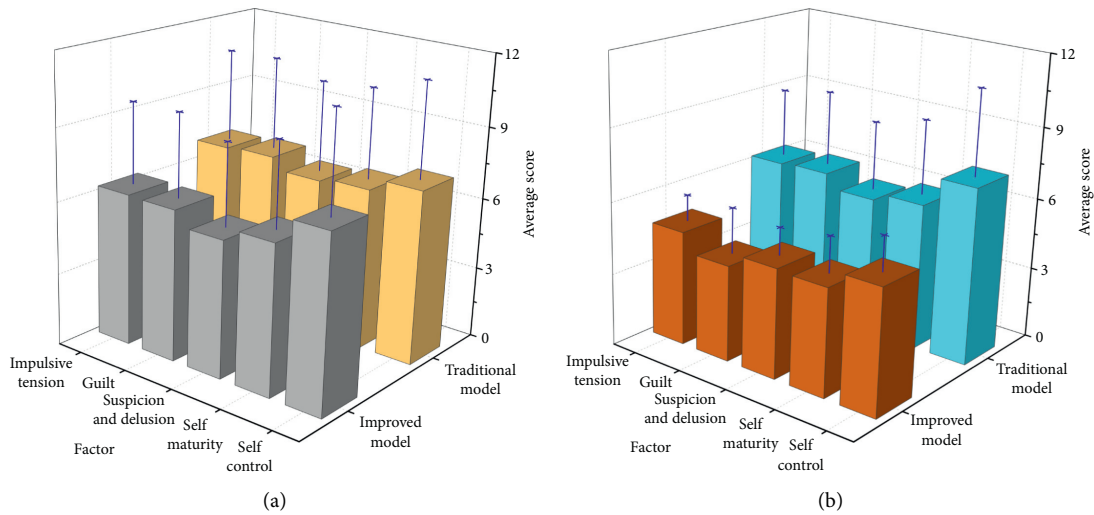 12
9
6
3
0
Average score
Impulsive
tension
Guilt
Suspicion
and delusion
Self
maturity
Self
control
Factor
Improved
model
Traditional
model
(a)
12
9
6
3
0
Average score
Impulsive
tension
Guilt
Suspicion
and delusion
Self
maturity
Self
control
Factor
Improved
model
Traditional
model
(b)